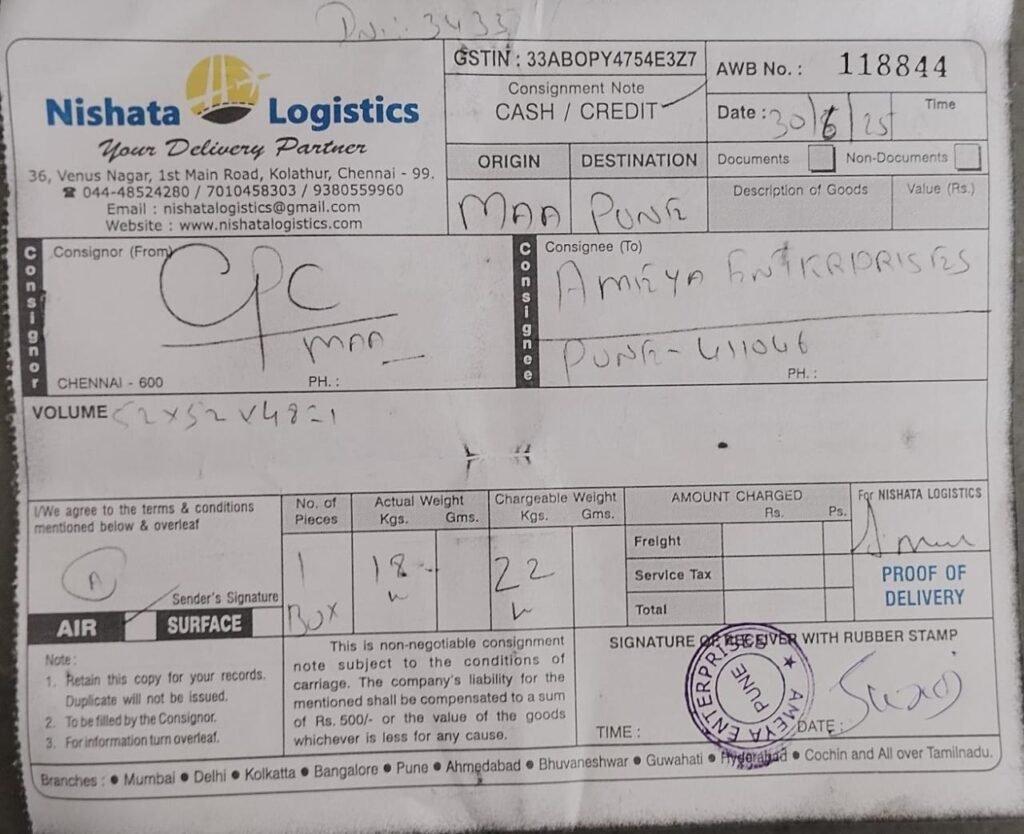 DNi: 3433
Nishata Logistics
Your Delivery Partner
36, Venus Nagar, 1st Main Road, Kolathur, Chennai - 99.
☎ 044-48524280 / 7010458303 / 9380559960
Email : nishatalogistics@gmail.com
Website : www.nishatalogistics.com
GSTIN : 33ABOPY4754E3Z7
Consignment Note
CASH / CREDIT
AWB No. : 118844
Date : 30/6/25 Time
ORIGIN DESTINATION
MAA PUNE
Documents Non-Documents
Description of Goods Value (Rs.)
Consignor
Consignor (From)
CPC
MAA
CHENNAI - 600 PH. :
Consignee
Consignee (To)
AMEYA ENTERPRISES
PUNE - 411046
PH. :
VOLUME 52x52x48=1
I/We agree to the terms & conditions
mentioned below & overleaf
A
Sender's Signature
AIR SURFACE
No. of Pieces
1
BOX
Actual Weight
Kgs. Gms.
18
Chargeable Weight
Kgs. Gms.
22
AMOUNT CHARGED
Rs. Ps.
Freight
Service Tax
Total
For NISHATA LOGISTICS
PROOF OF
DELIVERY
Note :
1. Retain this copy for your records.
Duplicate will not be issued.
2. To be filled by the Consignor.
3. For information turn overleaf.
This is non-negotiable consignment
note subject to the conditions of
carriage. The company's liability for the
mentioned shall be compensated to a sum
of Rs. 500/- or the value of the goods
whichever is less for any cause.
SIGNATURE OF RECEIVER WITH RUBBER STAMP
AMEYA ENTERPRISES
PUNE
TIME : DATE :
Branches : ● Mumbai ● Delhi ● Kolkatta ● Bangalore ● Pune ● Ahmedabad ● Bhuvaneshwar ● Guwahati ● Hyderabad ● Cochin and All over Tamilnadu.